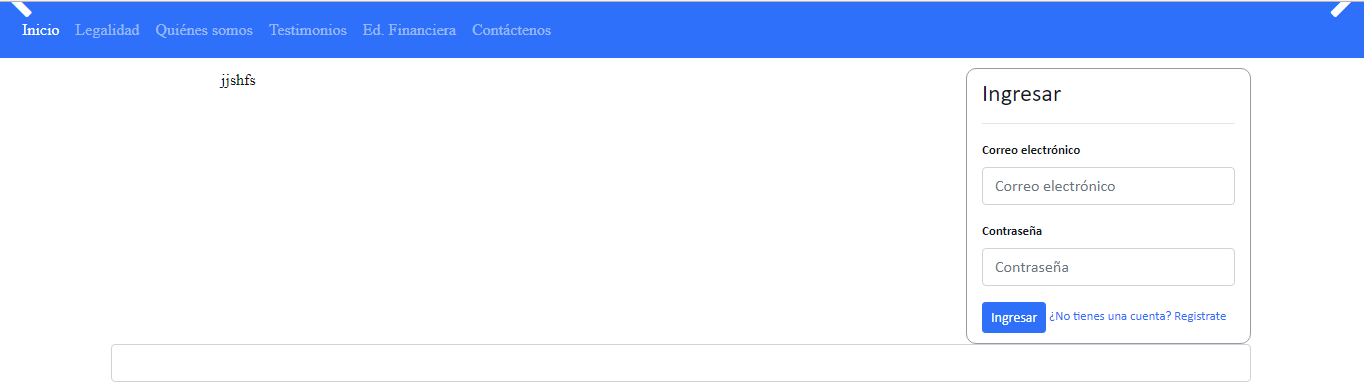 Inicio Legalidad Quiénes somos Testimonios Ed. Financiera Contáctenos
jjshfs
Ingresar
Correo electrónico
Correo electrónico
Contraseña
Contraseña
Ingresar ¿No tienes una cuenta? Registrate